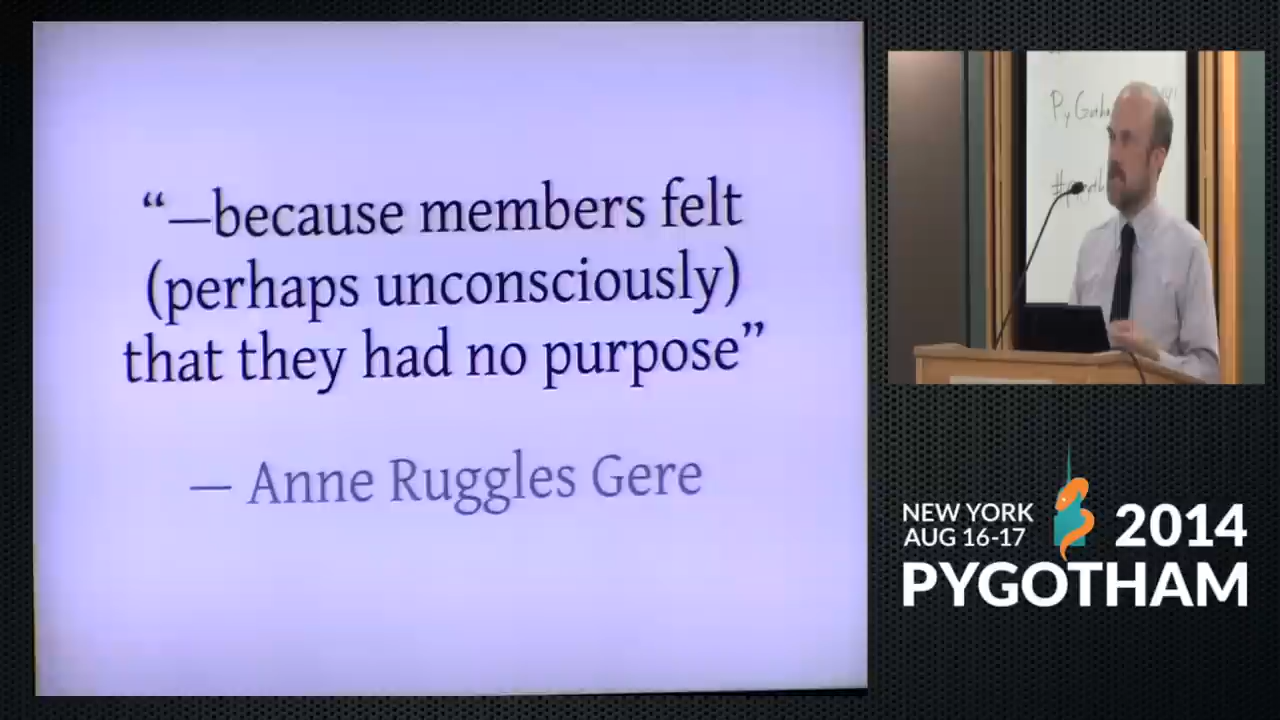 “—because members felt
(perhaps unconsciously)
that they had no purpose”
— Anne Ruggles Gere
NEW YORK
AUG 16-17
2014
PYGOTHAM